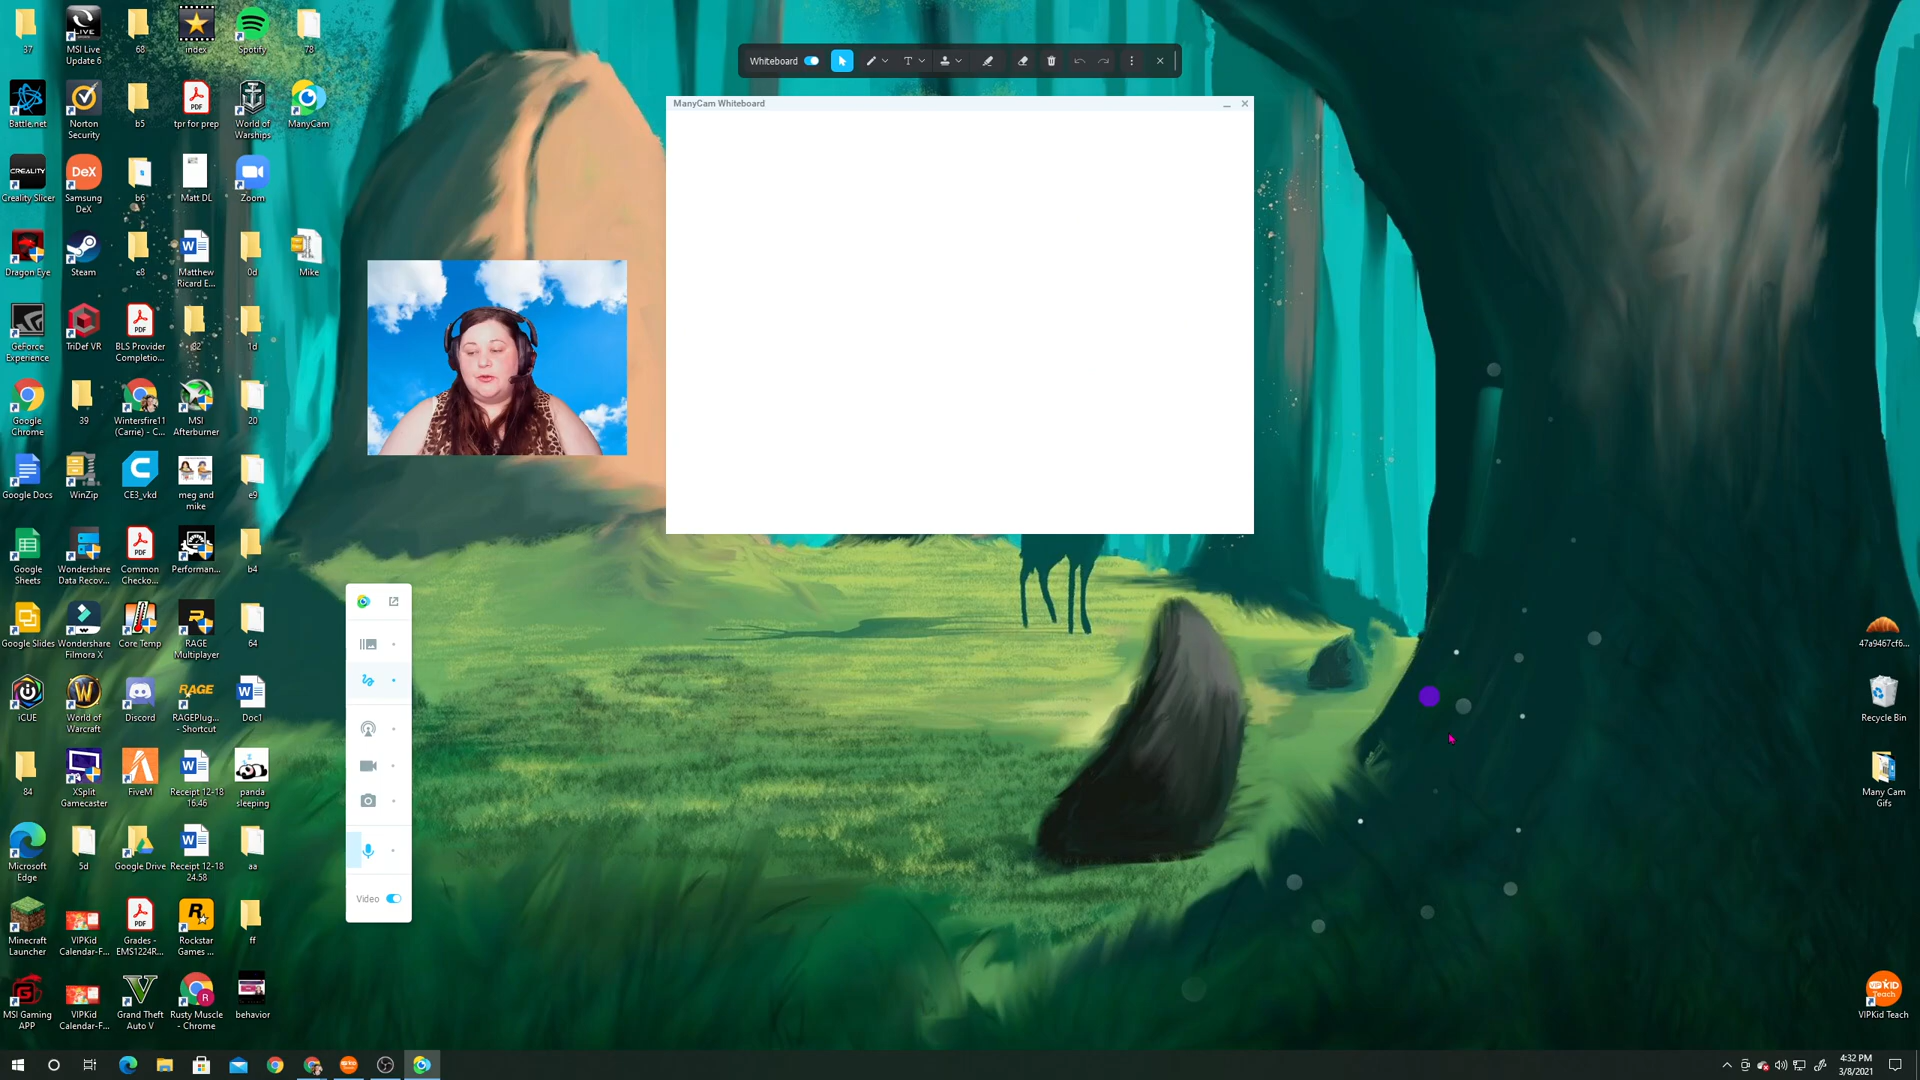 Whiteboard
T
ManyCam Whiteboard
37
MSI Live
Update 6
68
index
Spotify
78
Battle.net
Norton
Security
b5
tpr for prep
World of
Warships
ManyCam
Creality Slicer
Samsung
DeX
b6
Matt DL
Zoom
Dragon Eye
Steam
e8
Matthew
Ricard E...
0d
Mike
GeForce
Experience
TriDef VR
BLS Provider
Completio...
82
1d
Google
Chrome
39
Wintersfire11
(Carrie) - C...
MSI
Afterburner
20
Google Docs
WinZip
CE3_vkd
meg and
mike
e9
Google
Sheets
Wondershare
Data Recov...
Common
Checko...
Performan...
b4
Google Slides
Wondershare
Filmora X
Core Temp
RAGE
Multiplayer
64
iCUE
World of
Warcraft
Discord
RAGEPlug...
- Shortcut
Doc1
84
XSplit
Gamecaster
FiveM
Receipt 12-18
16.46
panda
sleeping
Microsoft
Edge
5d
Google Drive
Receipt 12-18
24.58
aa
Minecraft
Launcher
VIPKid
Calendar-F...
Grades -
EMS1224R...
Rockstar
Games ...
ff
MSI Gaming
APP
VIPKid
Calendar-F...
Grand Theft
Auto V
Rusty Muscle
- Chrome
behavior
Video
47a9467cf6...
Recycle Bin
Many Cam
Gifs
VIPKid Teach
4:32 PM
3/8/2021